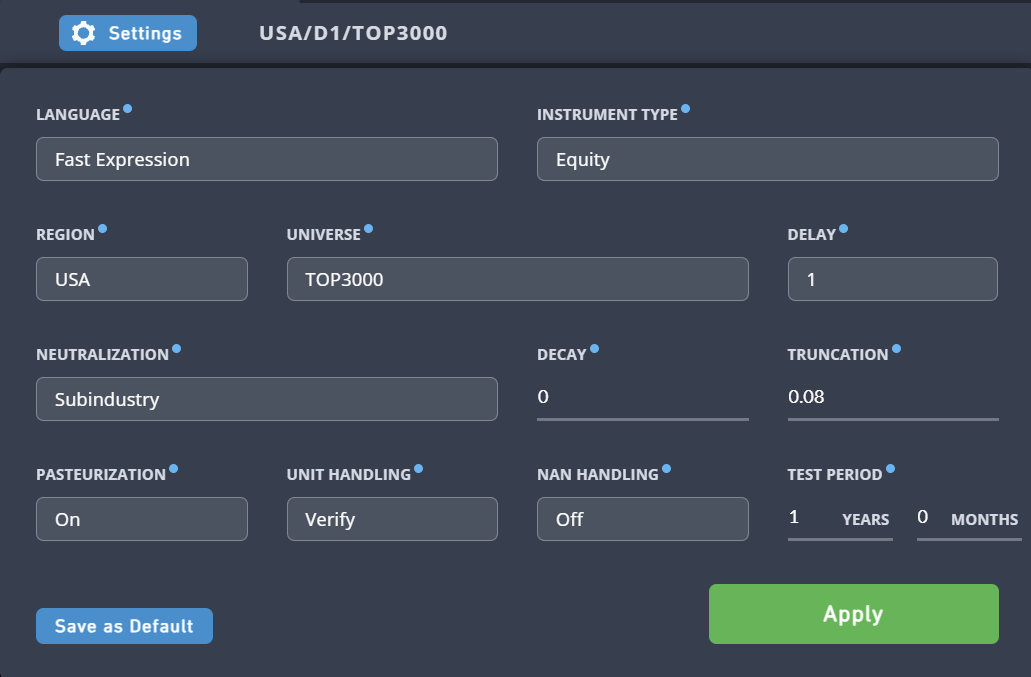 Settings USA/D1/TOP3000
LANGUAGE INSTRUMENT TYPE
Fast Expression Equity
REGION UNIVERSE DELAY
USA TOP3000 1
NEUTRALIZATION DECAY TRUNCATION
Subindustry 0 0.08
PASTEURIZATION UNIT HANDLING NAN HANDLING TEST PERIOD
On Verify Off 1 YEARS 0 MONTHS
Save as Default Apply